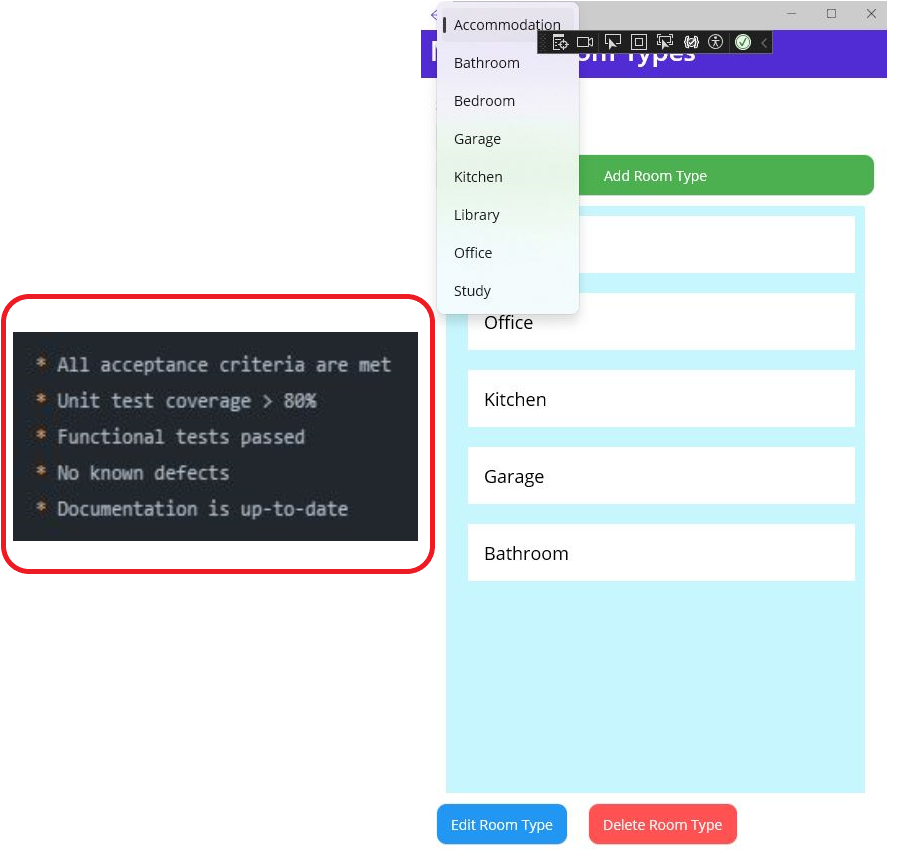 * All acceptance criteria are met
* Unit test coverage > 80%
* Functional tests passed
* No known defects
* Documentation is up-to-date
Accommodation
Bathroom
Bedroom
Garage
Kitchen
Library
Office
Study
Types
Add Room Type
Office
Kitchen
Garage
Bathroom
Edit Room Type
Delete Room Type